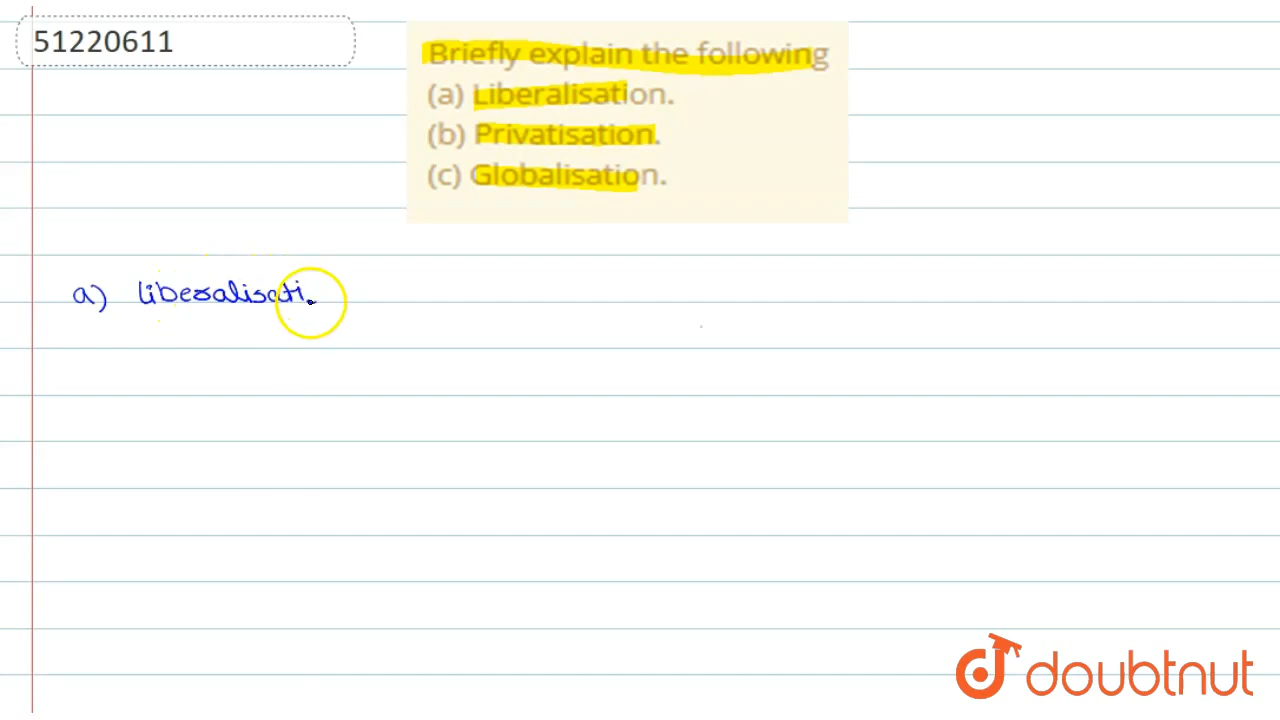 51220611
Briefly explain the following
(a) Liberalisation.
(b) Privatisation.
(c) Globalisation.
a) liberalisati
doubtnut